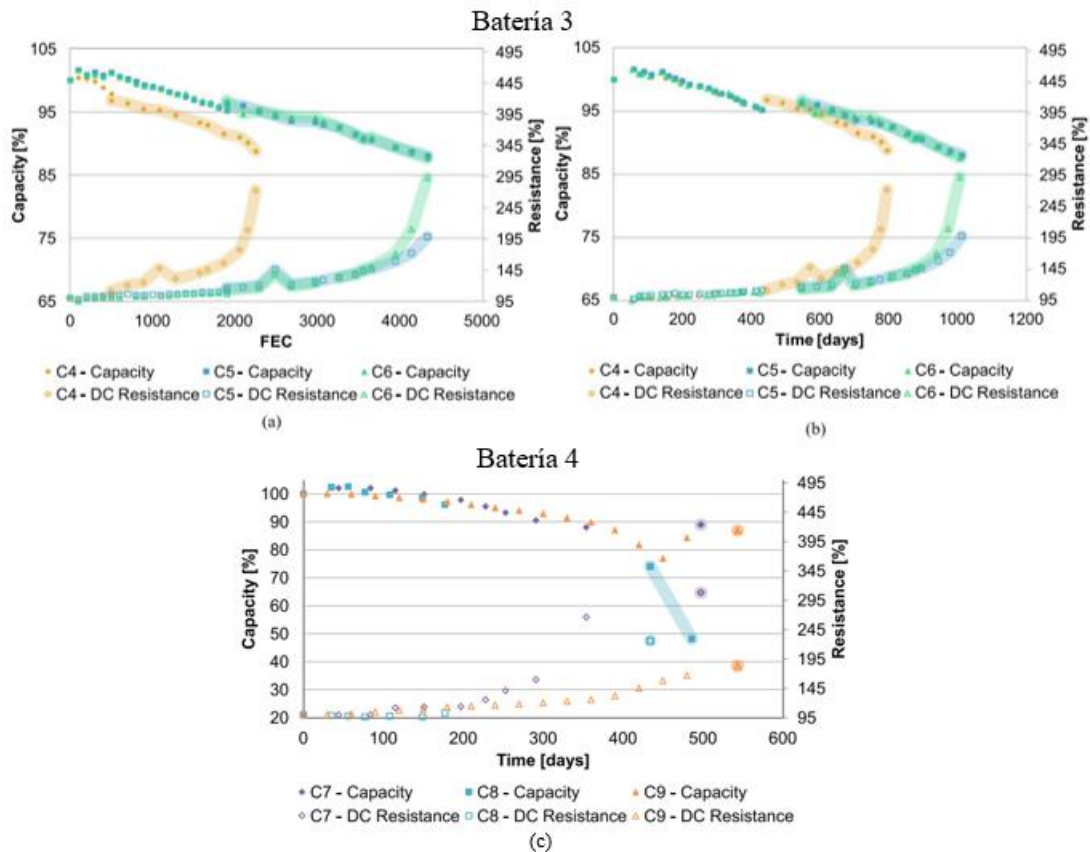 Batería 3
105
95
85
75
65
Capacity [%]
495
445
395
345
295
245
195
145
95
Resistance [%]
0 1000 2000 3000 4000 5000
FEC
C4 - Capacity C5 - Capacity C6 - Capacity
C4 - DC Resistance C5 - DC Resistance C6 - DC Resistance
(a)
105
95
85
75
65
Capacity [%]
495
445
395
345
295
245
195
145
95
Resistance [%]
0 200 400 600 800 1000 1200
Time [days]
C4 - Capacity C5 - Capacity C6 - Capacity
C4 - DC Resistance C5 - DC Resistance C6 - DC Resistance
(b)
Batería 4
100
90
80
70
60
50
40
30
20
Capacity [%]
495
445
395
345
295
245
195
145
95
Resistance [%]
0 100 200 300 400 500 600
Time [days]
C7 - Capacity C8 - Capacity C9 - Capacity
C7 - DC Resistance C8 - DC Resistance C9 - DC Resistance
(c)